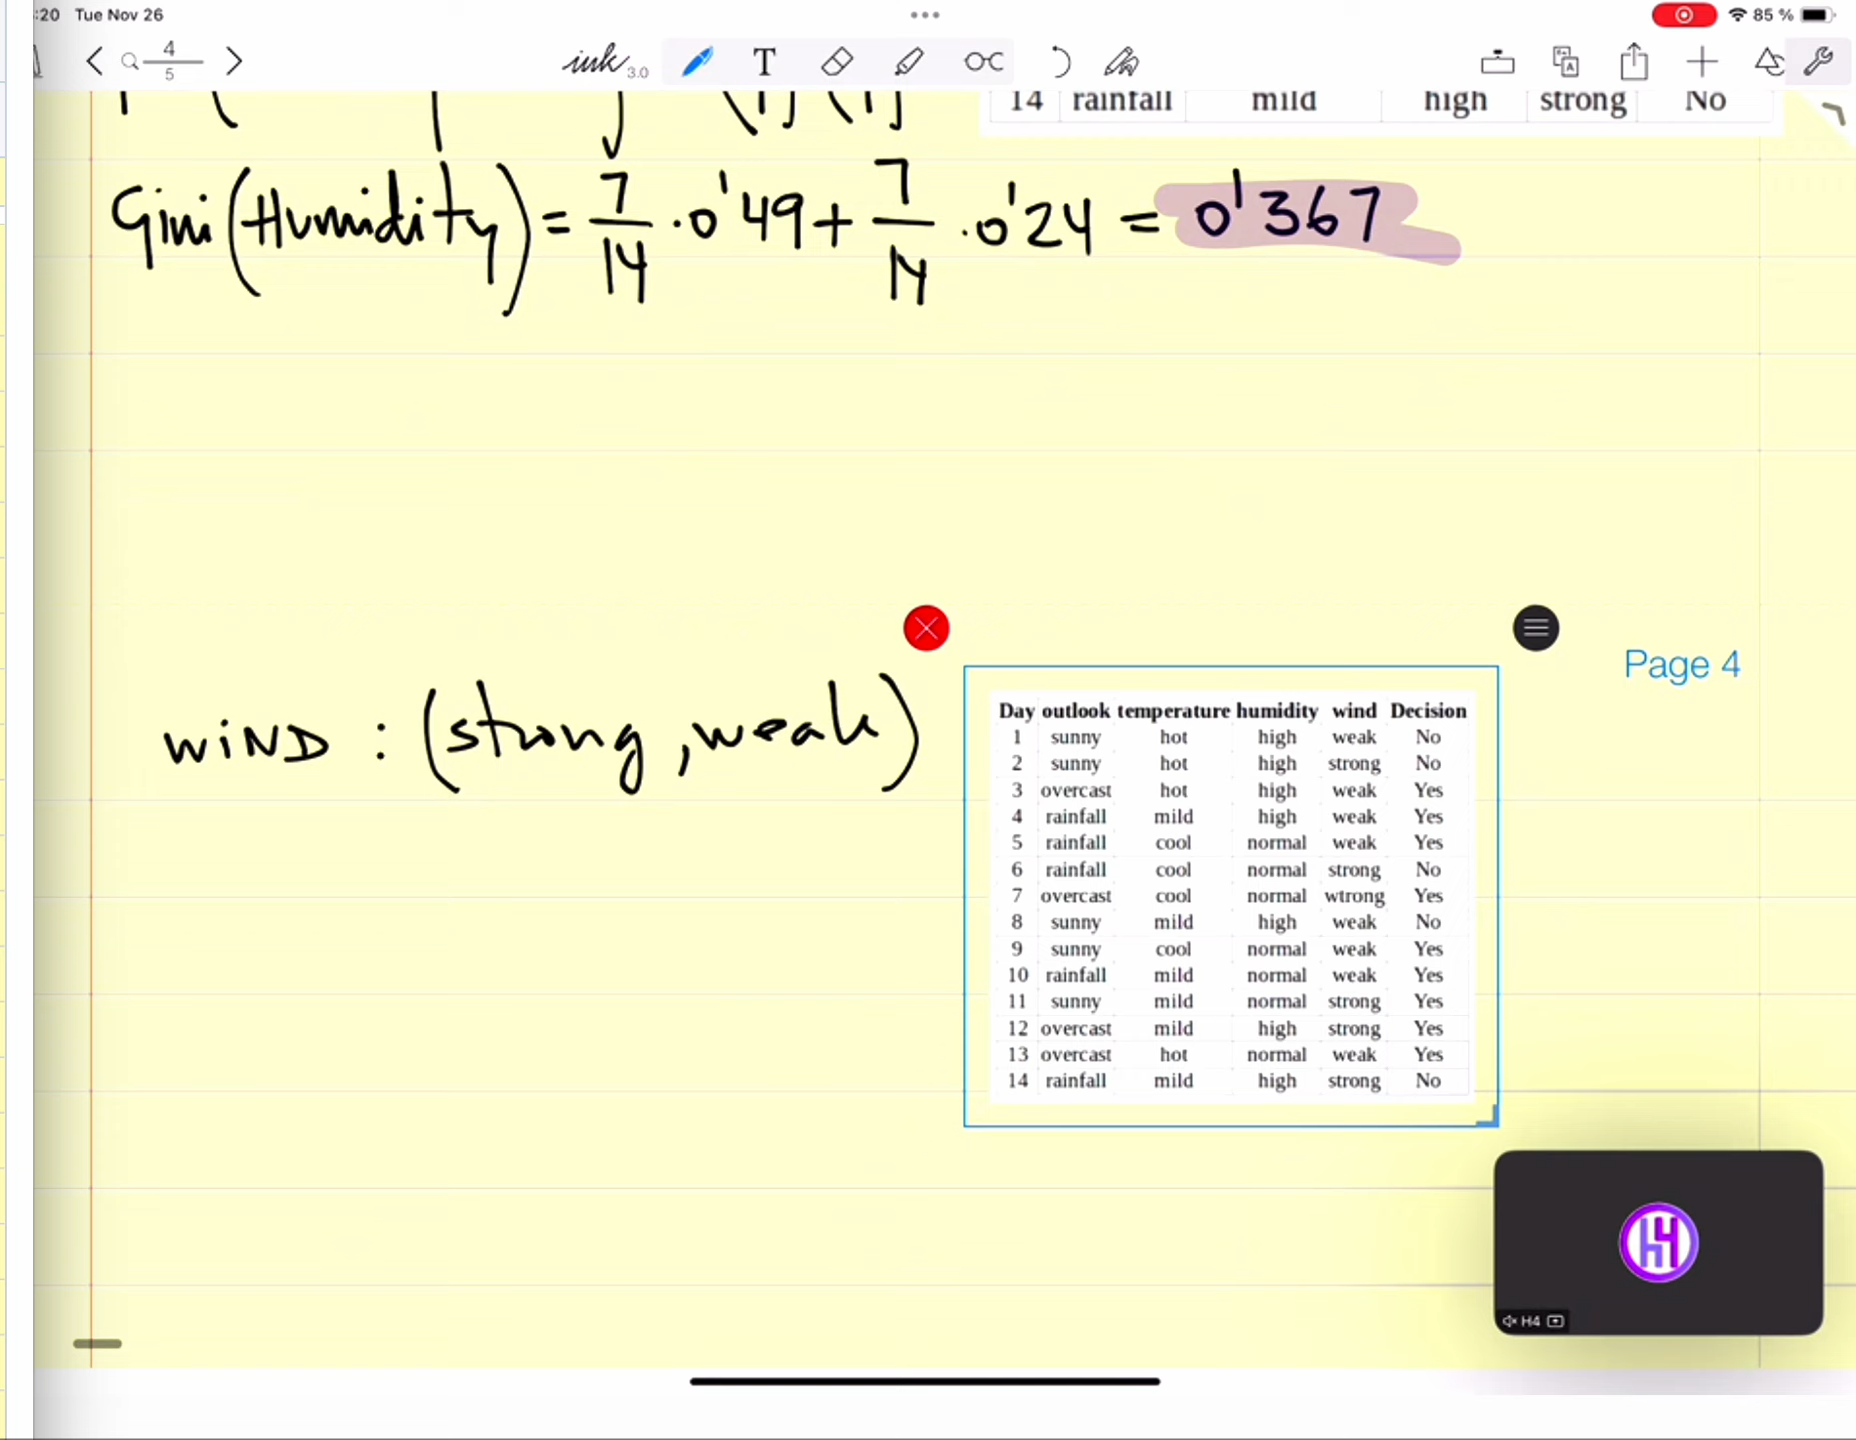 :20 Tue Nov 26
85 %
4
5
ink 3.0
T
A
14 rainfall mild high strong No
Gini(Humidity) = 7/14 · 0'49 + 7/14 · 0'24 = 0'367
Page 4
WIND : (strong, weak)
Day outlook temperature humidity wind Decision
1 sunny hot high weak No
2 sunny hot high strong No
3 overcast hot high weak Yes
4 rainfall mild high weak Yes
5 rainfall cool normal weak Yes
6 rainfall cool normal strong No
7 overcast cool normal wtrong Yes
8 sunny mild high weak No
9 sunny cool normal weak Yes
10 rainfall mild normal weak Yes
11 sunny mild normal strong Yes
12 overcast mild high strong Yes
13 overcast hot normal weak Yes
14 rainfall mild high strong No
H4
H4